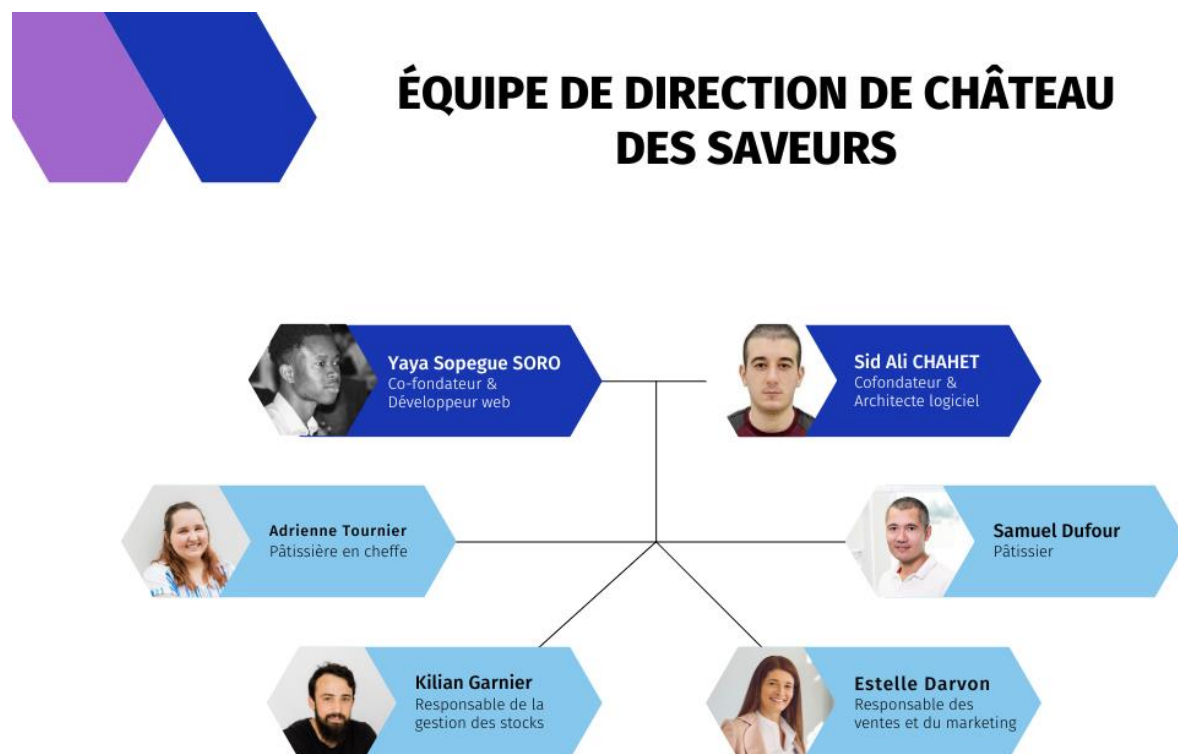 ÉQUIPE DE DIRECTION DE CHÂTEAU
DES SAVEURS
Yaya Sopegue SORO
Co-fondateur &
Développeur web
Sid Ali CHAHET
Cofondateur &
Architecte logiciel
Adrienne Tournier
Pâtissière en cheffe
Samuel Dufour
Pâtissier
Kilian Garnier
Responsable de la
gestion des stocks
Estelle Darvon
Responsable des
ventes et du marketing